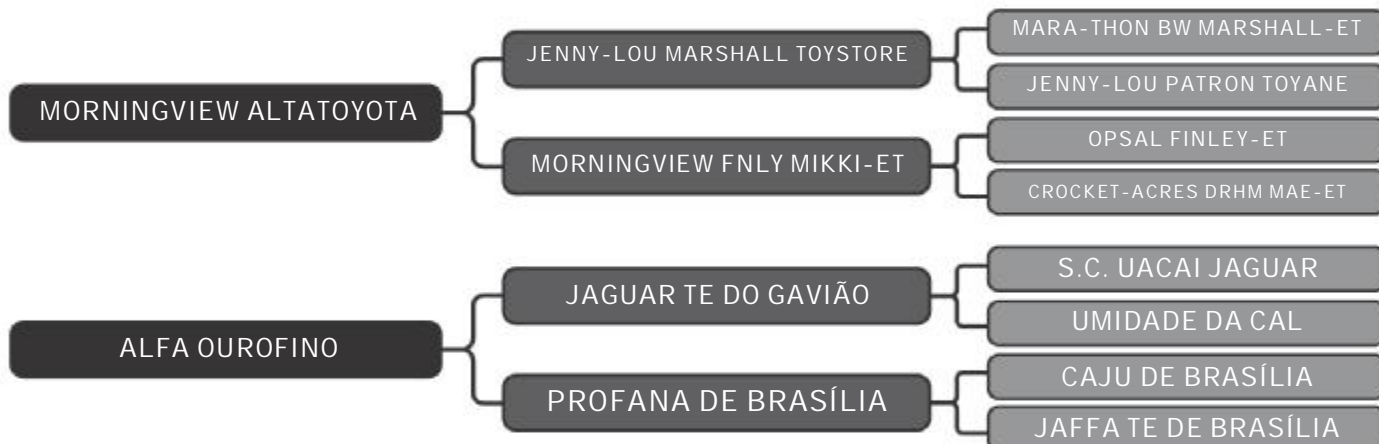 MORNINGVIEW ALTATOYOTA
JENNY-LOU MARSHALL TOYSTORE
MARA-THON BW MARSHALL-ET
JENNY-LOU PATRON TOYANE
MORNINGVIEW FNLY MIKKI-ET
OPSAL FINLEY-ET
CROCKET-ACRES DRHM MAE-ET
ALFA OUROFINO
JAGUAR TE DO GAVIÃO
S.C. UACAI JAGUAR
UMIDADE DA CAL
PROFANA DE BRASÍLIA
CAJU DE BRASÍLIA
JAFFA TE DE BRASÍLIA